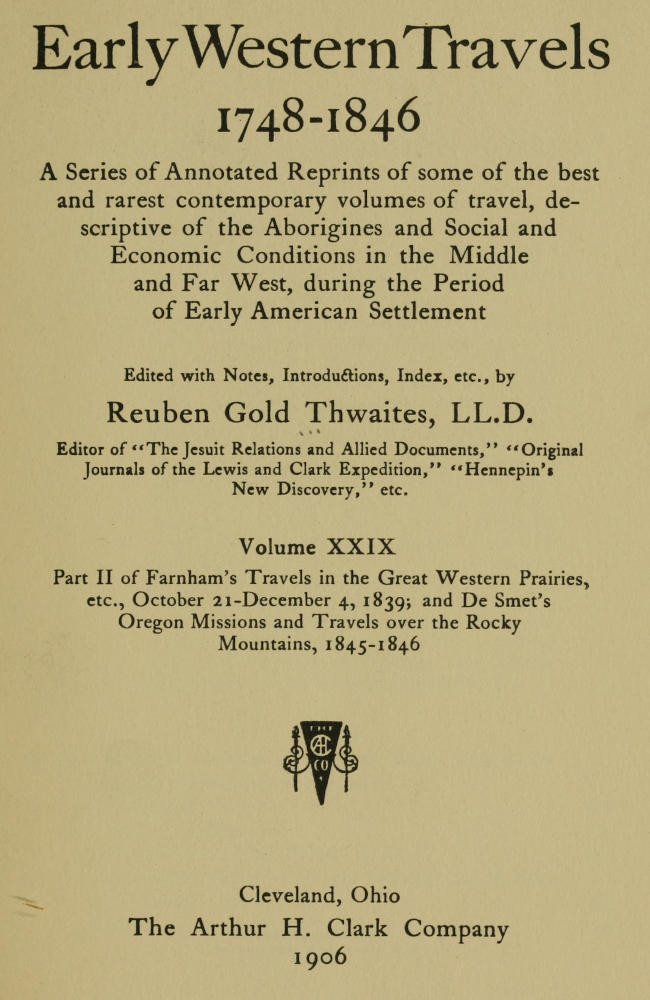 Early Western Travels
1748-1846
A Series of Annotated Reprints of some of the best
and rarest contemporary volumes of travel, de-
scriptive of the Aborigines and Social and
Economic Conditions in the Middle
and Far West, during the Period
of Early American Settlement
Edited with Notes, Introductions, Index, etc., by
Reuben Gold Thwaites, LL.D.
Editor of “The Jesuit Relations and Allied Documents,” “Original
Journals of the Lewis and Clark Expedition,” “Hennepin's
New Discovery,” etc.
Volume XXIX
Part II of Farnham's Travels in the Great Western Prairies,
etc., October 21-December 4, 1839; and De Smet's
Oregon Missions and Travels over the Rocky
Mountains, 1845-1846
THE
AHC
CO
Cleveland, Ohio
The Arthur H. Clark Company
1906